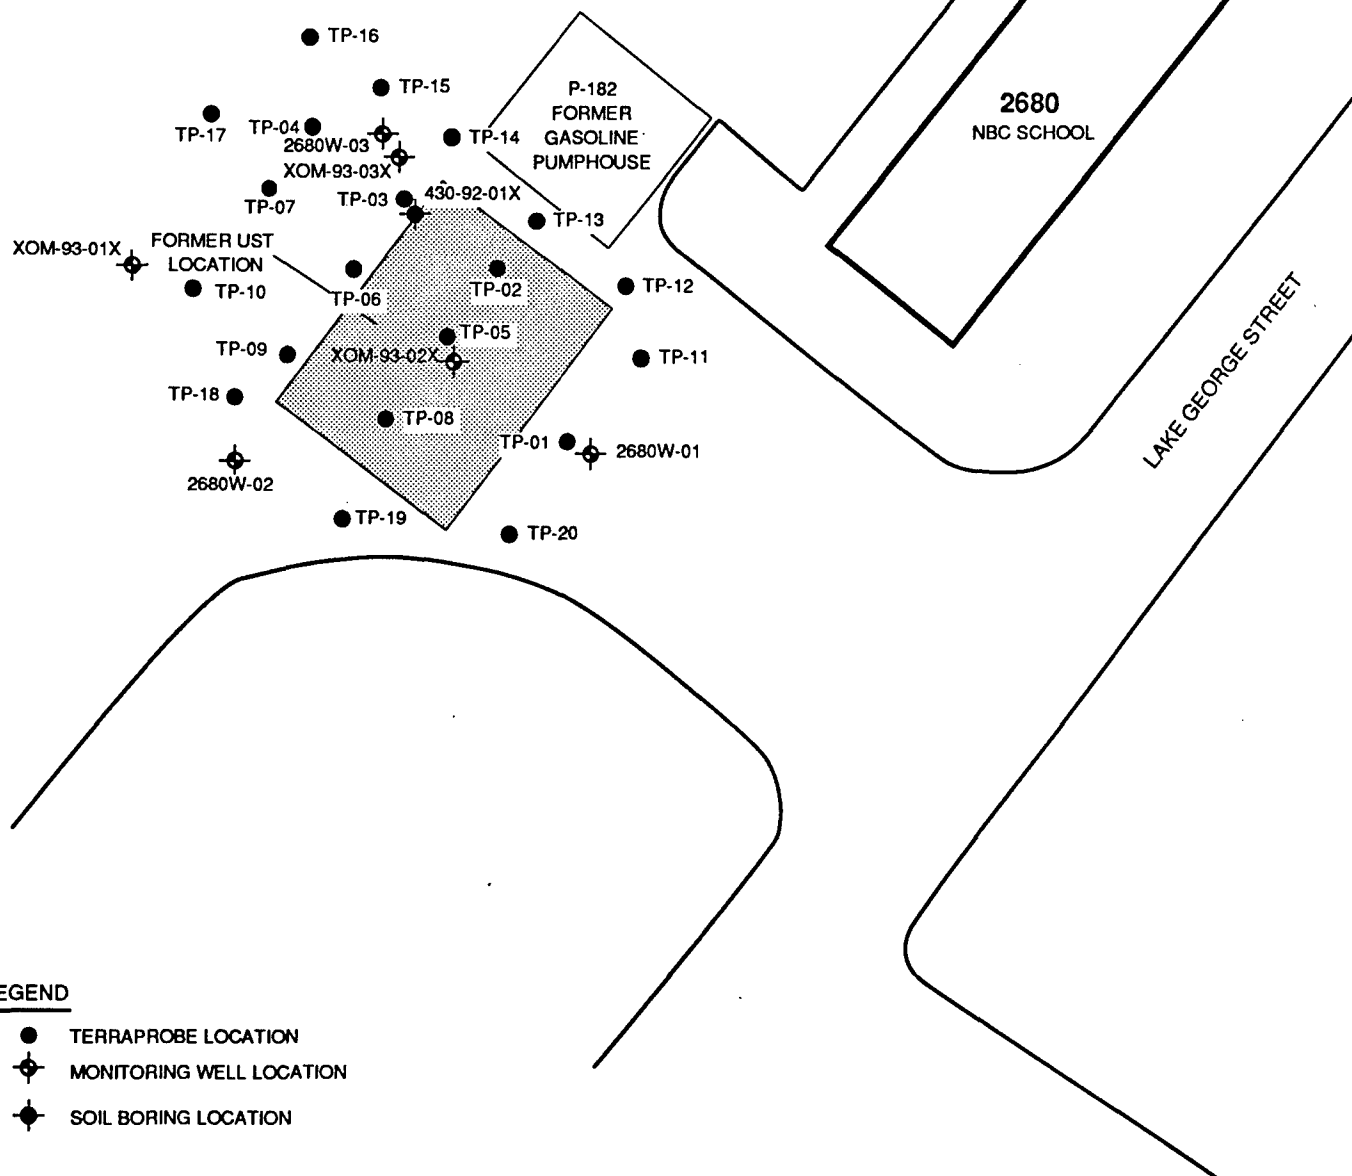 TP-16
TP-15
P-182
FORMER
GASOLINE
PUMPHOUSE
2680
NBC SCHOOL
TP-17
TP-04
2680W-03
TP-14
XOM-93-03X
TP-07
TP-03
430-92-01X
TP-13
XOM-93-01X
FORMER UST
LOCATION
TP-10
TP-06
TP-02
TP-12
TP-05
TP-09
XOM-93-02X
TP-11
TP-18
TP-08
TP-01
2680W-01
2680W-02
TP-19
TP-20
LAKE GEORGE STREET
EGEND
TERRAPROBE LOCATION
MONITORING WELL LOCATION
SOIL BORING LOCATION